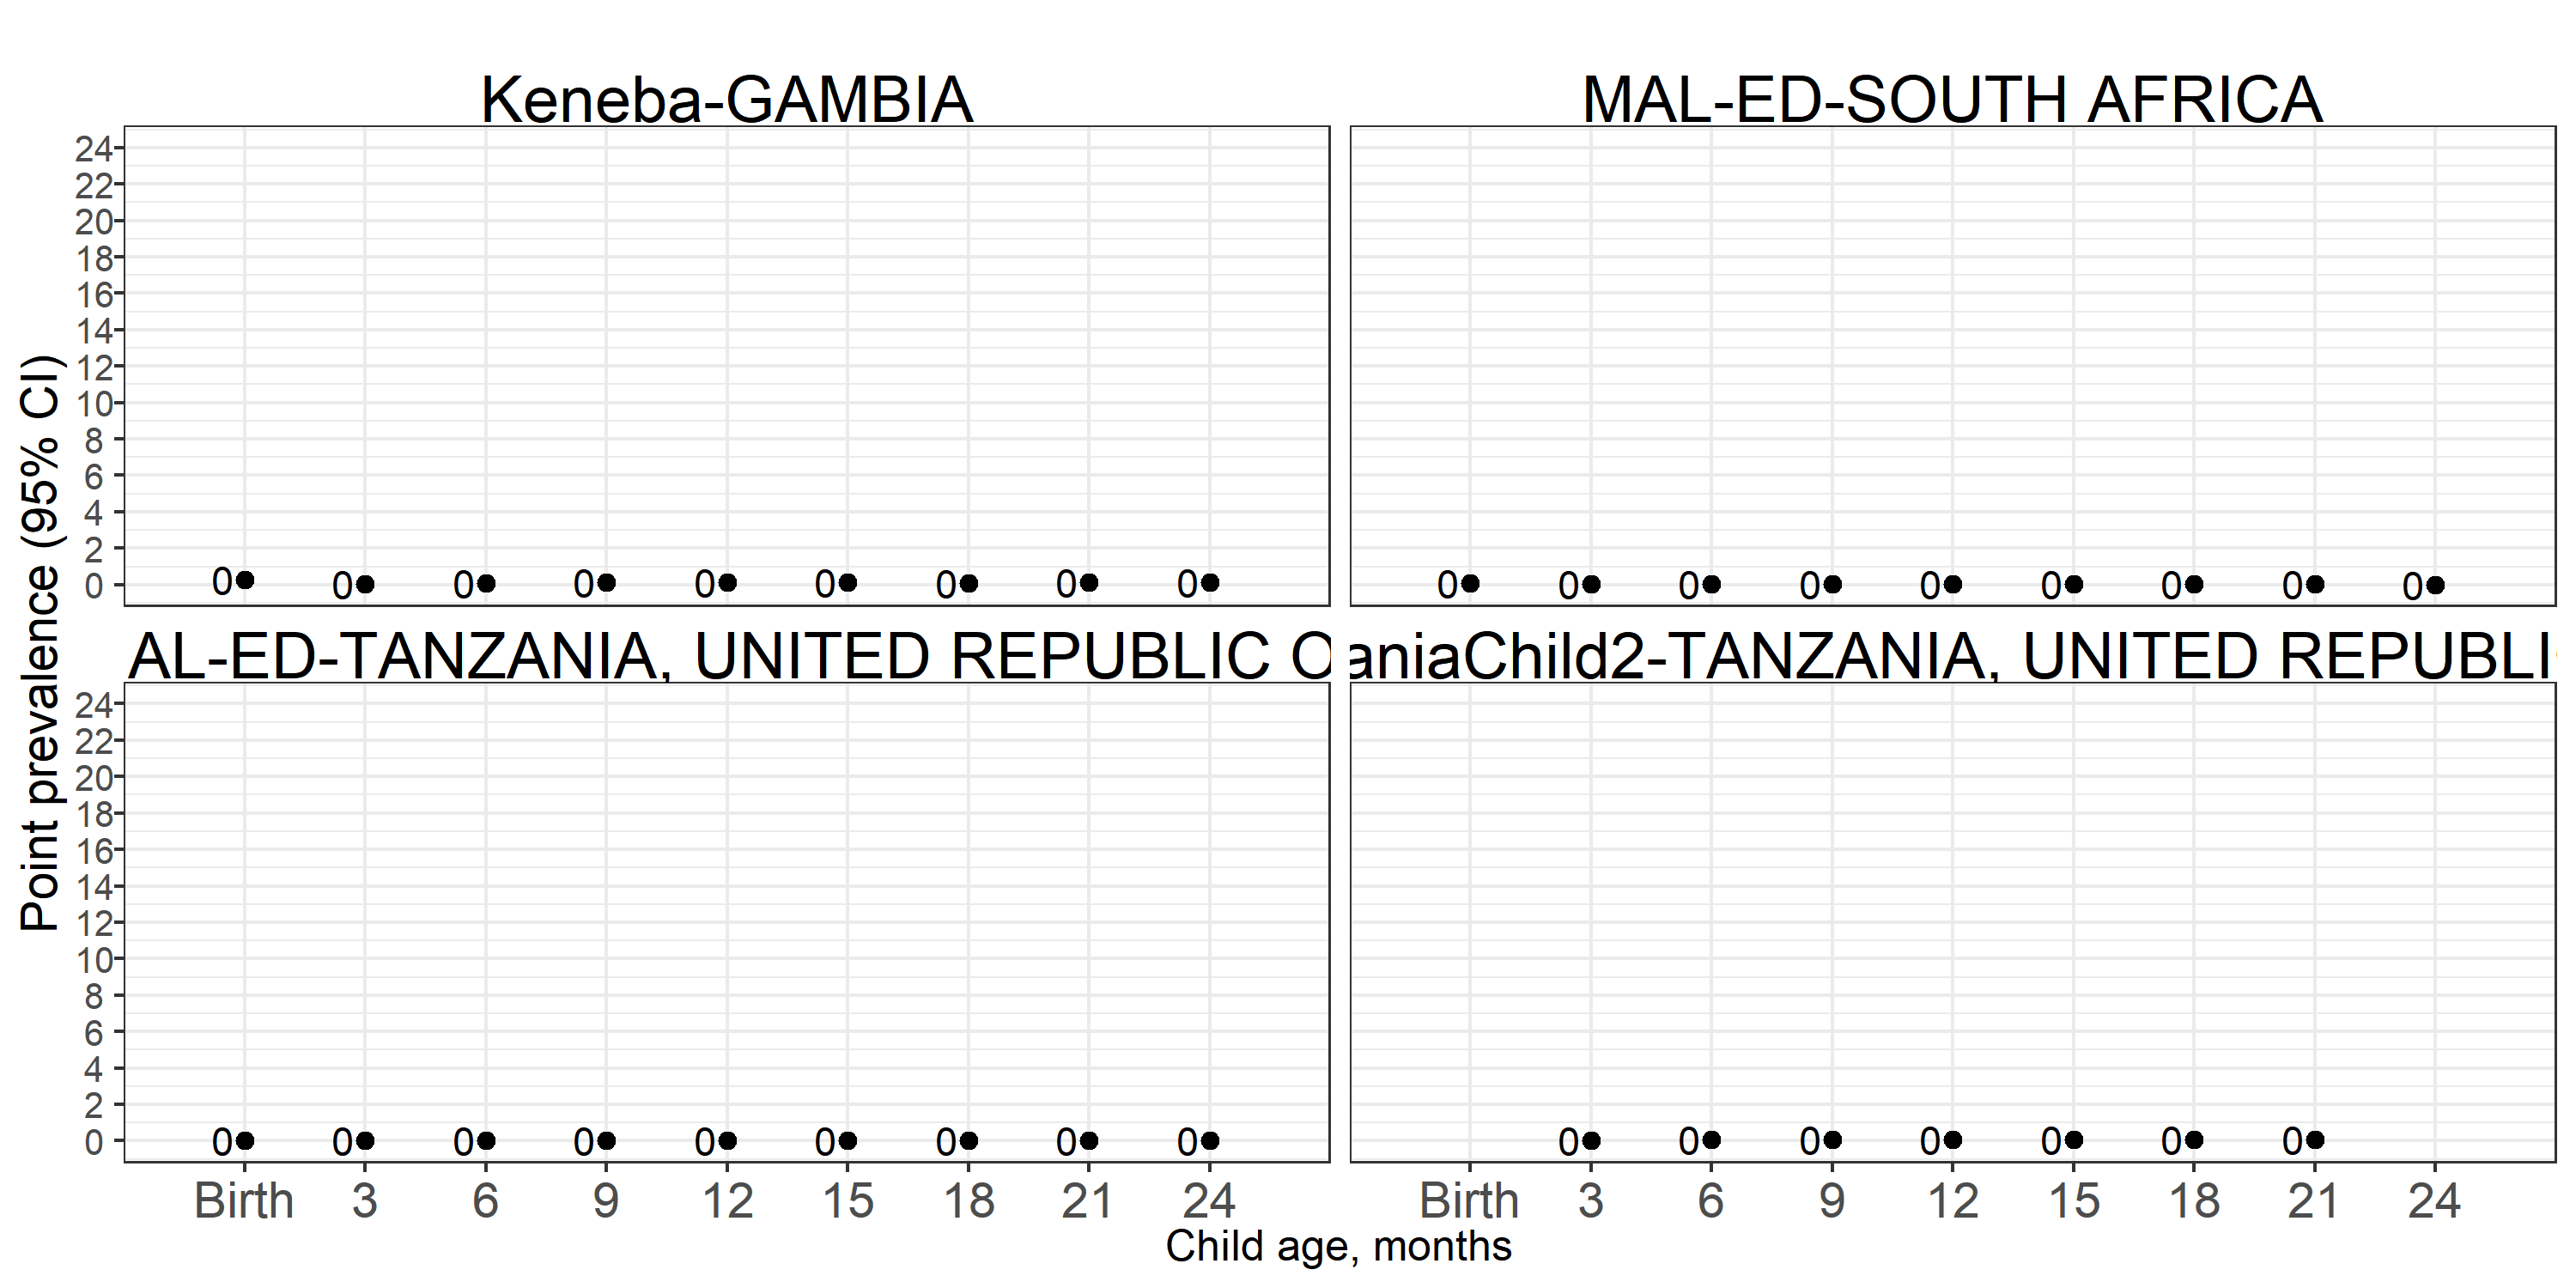 Keneba-GAMBIA
MAL-ED-SOUTH AFRICA
24
22
20
18
16
14
12
10
8
6
4
2
0
0 0 0 0 0 0 0 0 0
0 0 0 0 0 0 0 0 0
AL-ED-TANZANIA, UNITED REPUBLIC O
aniaChild2-TANZANIA, UNITED REPUBLI
24
22
20
18
16
14
12
10
8
6
4
2
0
0 0 0 0 0 0 0 0 0
0 0 0 0 0 0 0
Birth 3 6 9 12 15 18 21 24
Birth 3 6 9 12 15 18 21 24
Child age, months
Point prevalence (95% CI)